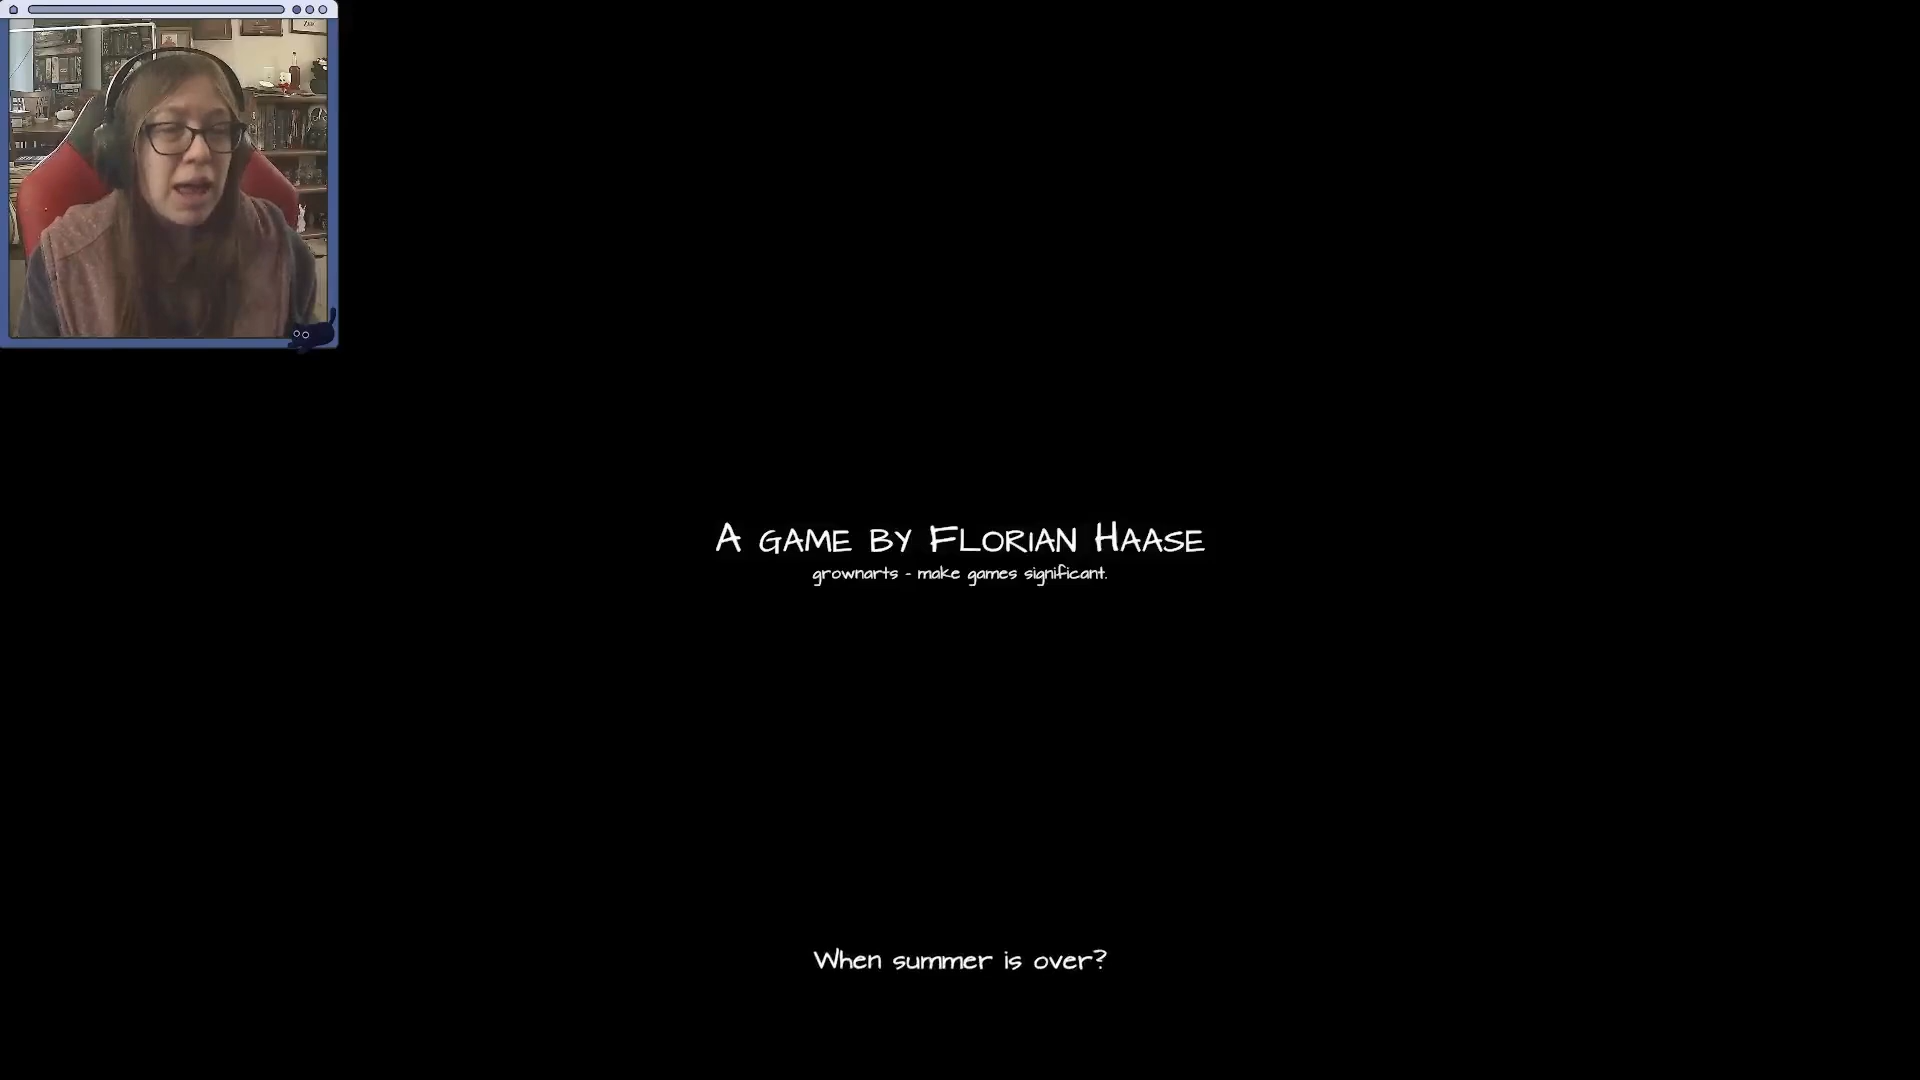 A GAME BY FLORIAN HAASE
grownarts - make games significant.
When summer is over?